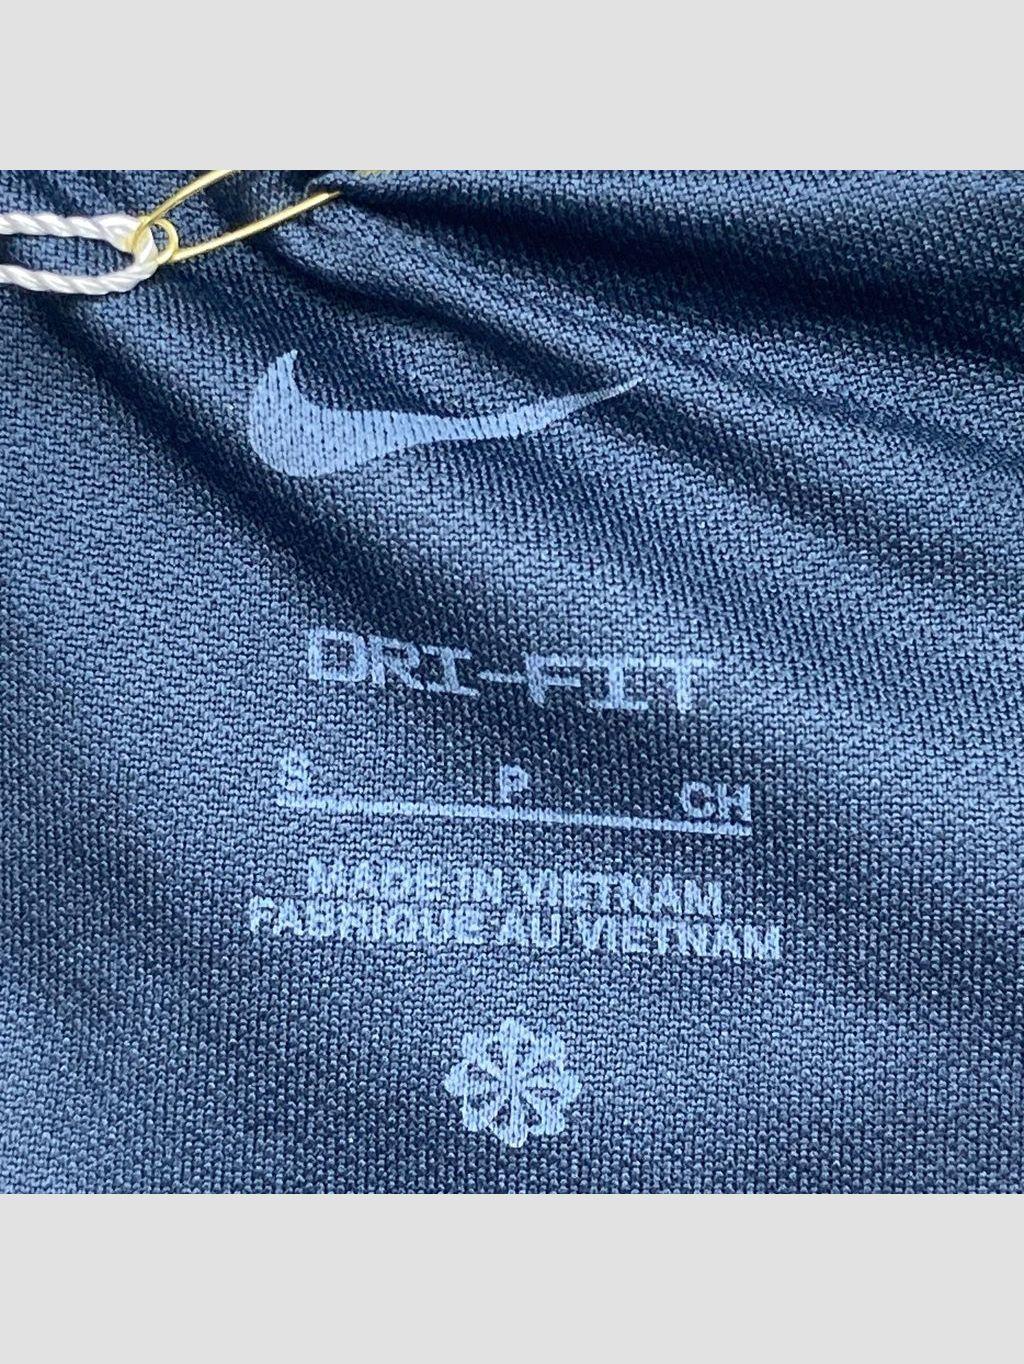 DRI-FIT
S P CH
MADE IN VIETNAM
FABRIQUE AU VIETNAM